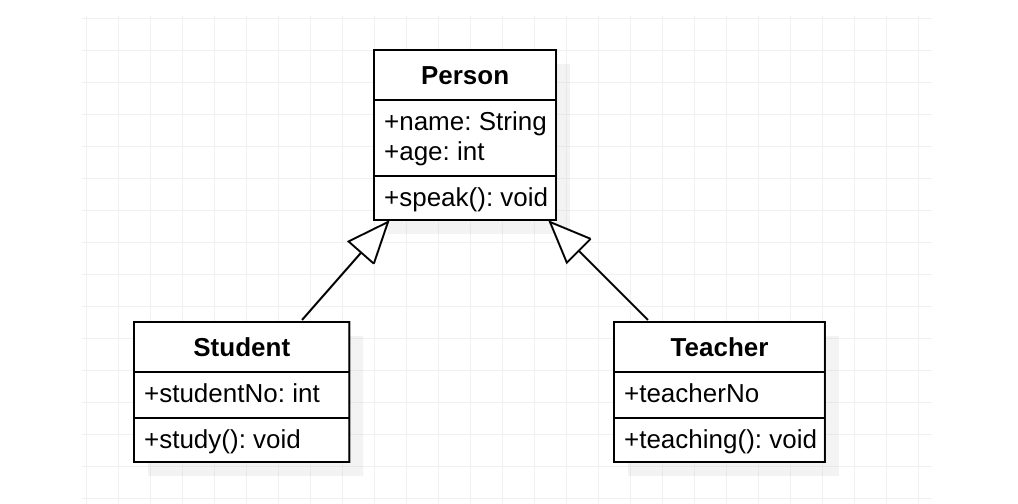 Person
+name: String
+age: int
+speak(): void
Student
+studentNo: int
+study(): void
Teacher
+teacherNo
+teaching(): void